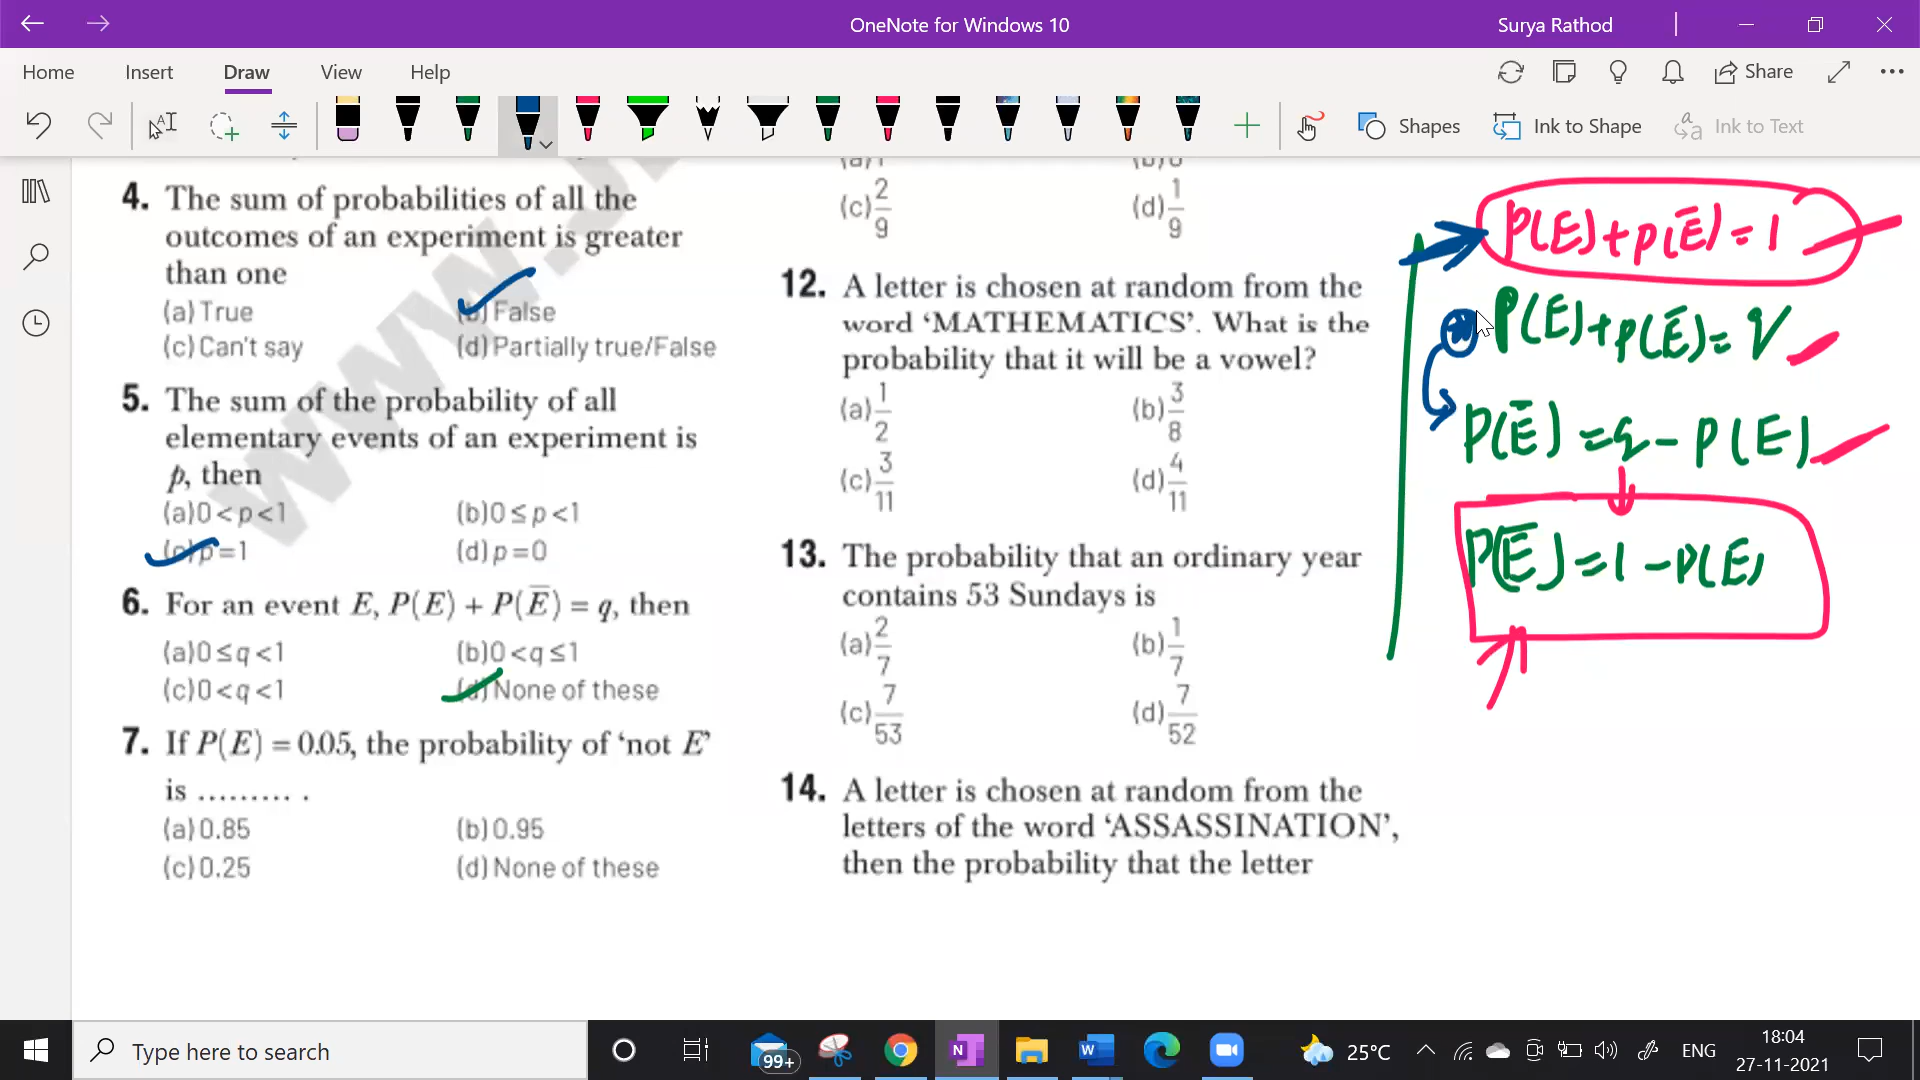 OneNote for Windows 10
Surya Rathod
Home Insert Draw View Help
Share
Shapes
Ink to Shape
Ink to Text
4. The sum of probabilities of all the
outcomes of an experiment is greater
than one
(a) True (b) False
(c) Can't say (d) Partially true/False
5. The sum of the probability of all
elementary events of an experiment is
p, then
(a) 0 < p < 1 (b) 0 ≤ p < 1
(c) p = 1 (d) p = 0
6. For an event E, P(E) + P(E̅) = q, then
(a) 0 ≤ q < 1 (b) 0 < q ≤ 1
(c) 0 < q < 1 (d) None of these
7. If P(E) = 0.05, the probability of ‘not E’
is ......... .
(a) 0.85 (b) 0.95
(c) 0.25 (d) None of these
(c) 2/9 (d) 1/9
12. A letter is chosen at random from the
word ‘MATHEMATICS’. What is the
probability that it will be a vowel?
(a) 1/2 (b) 3/8
(c) 3/11 (d) 4/11
13. The probability that an ordinary year
contains 53 Sundays is
(a) 2/7 (b) 1/7
(c) 7/53 (d) 7/52
14. A letter is chosen at random from the
letters of the word ‘ASSASSINATION’,
then the probability that the letter
P(E) + P(E̅) = 1
P(E) + P(E̅) = q
P(E̅) = q - P(E)
P(E̅) = 1 - P(E)
www.J
Type here to search
99+
25°C
ENG
18:04
27-11-2021